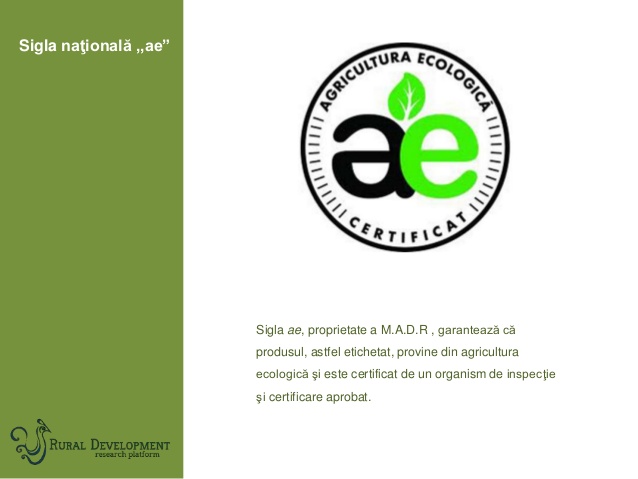 Sigla naţională „ae”
AGRICULTURA ECOLOGICĂ
ae
CERTIFICAT
Sigla ae, proprietate a M.A.D.R , garantează că
produsul, astfel etichetat, provine din agricultura
ecologică şi este certificat de un organism de inspecţie
şi certificare aprobat.
RURAL DEVELOPMENT
research platform